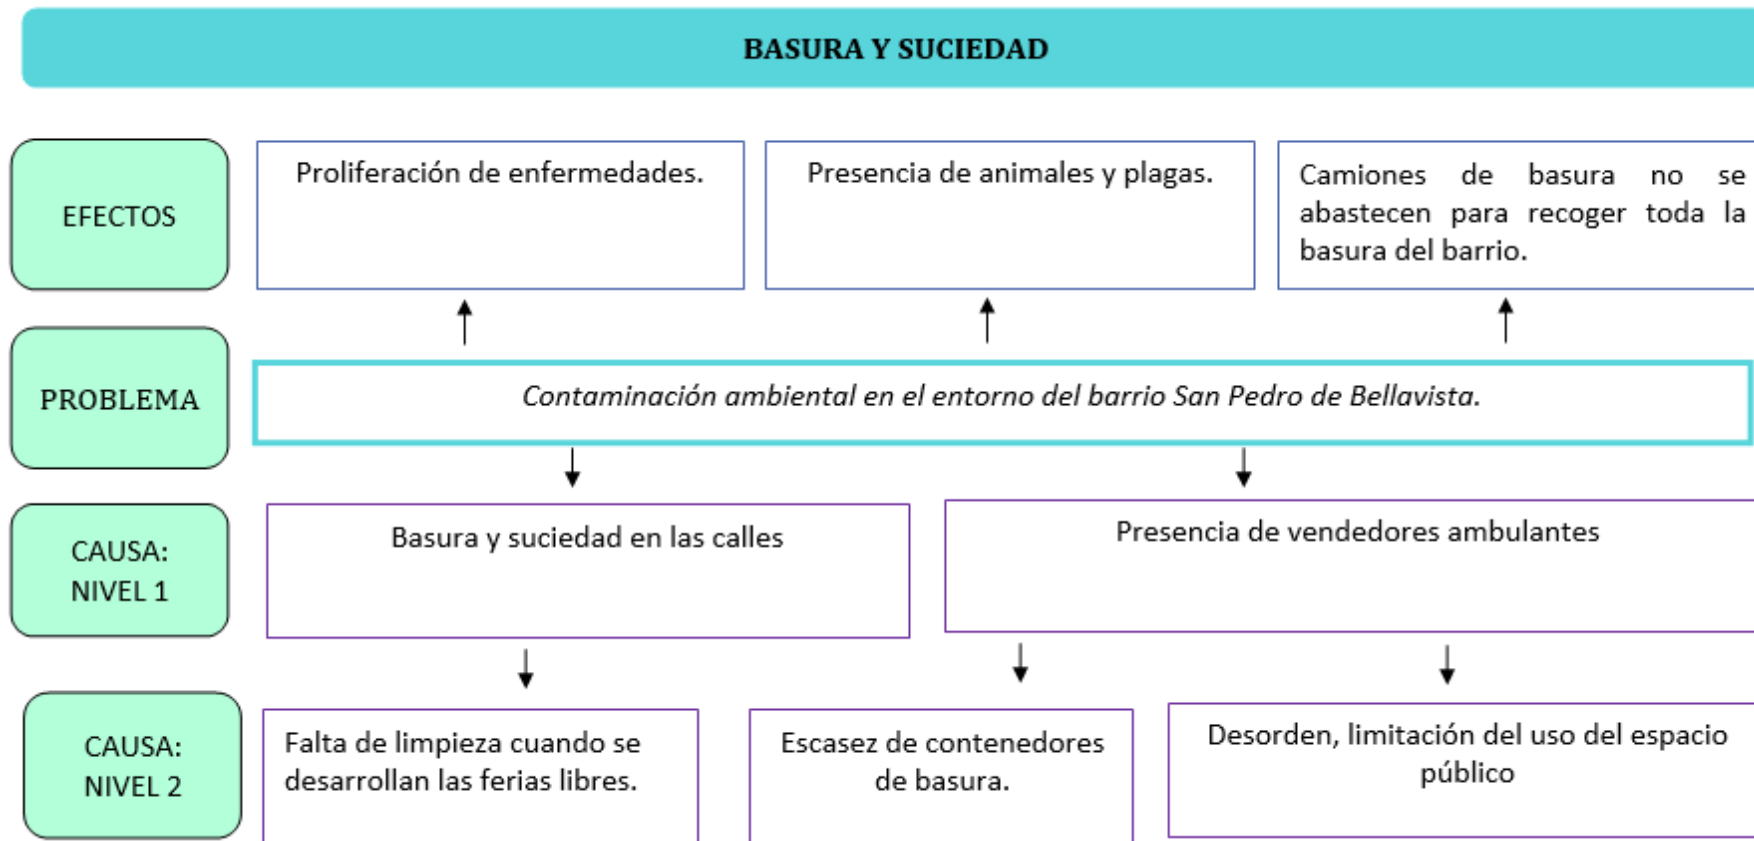 BASURA Y SUCIEDAD
EFECTOS
Proliferación de enfermedades.
Presencia de animales y plagas.
Camiones de basura no se
abastecen para recoger toda la
basura del barrio.
PROBLEMA
Contaminación ambiental en el entorno del barrio San Pedro de Bellavista.
CAUSA:
NIVEL 1
Basura y suciedad en las calles
Presencia de vendedores ambulantes
CAUSA:
NIVEL 2
Falta de limpieza cuando se
desarrollan las ferias libres.
Escasez de contenedores
de basura.
Desorden, limitación del uso del espacio
público